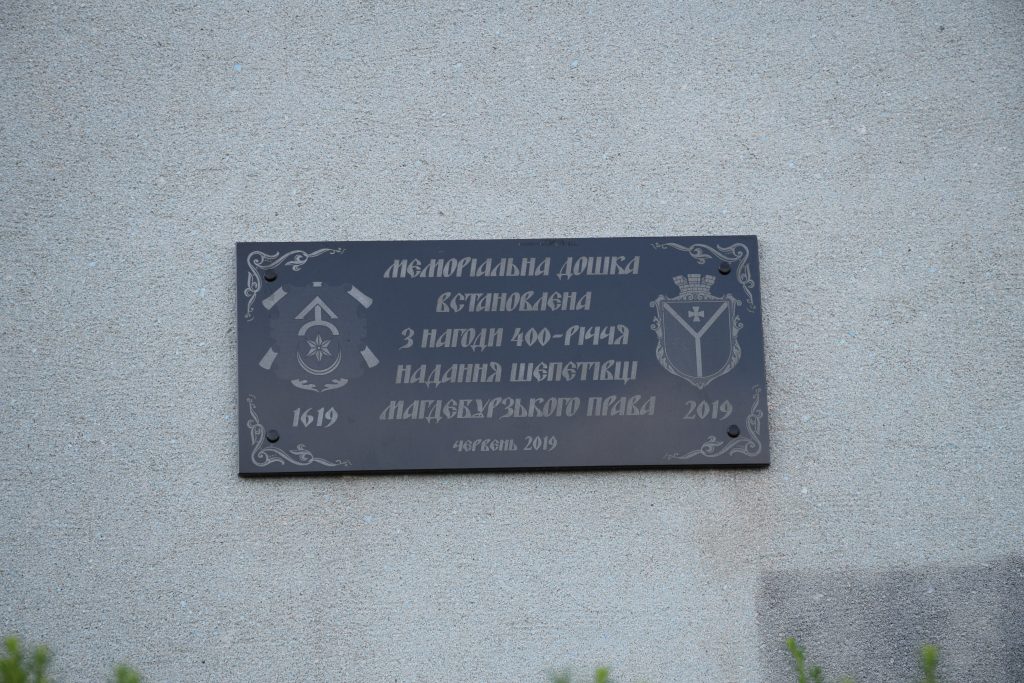 МЕМОРІАЛЬНА ДОШКА
ВСТАНОВЛЕНА
З НАГОДИ 400-РІЧЧЯ
НАДАННЯ ШЕПЕТІВЦІ
МАГДЕБУРЗЬКОГО ПРАВА
1619
2019
ЧЕРВЕНЬ 2019